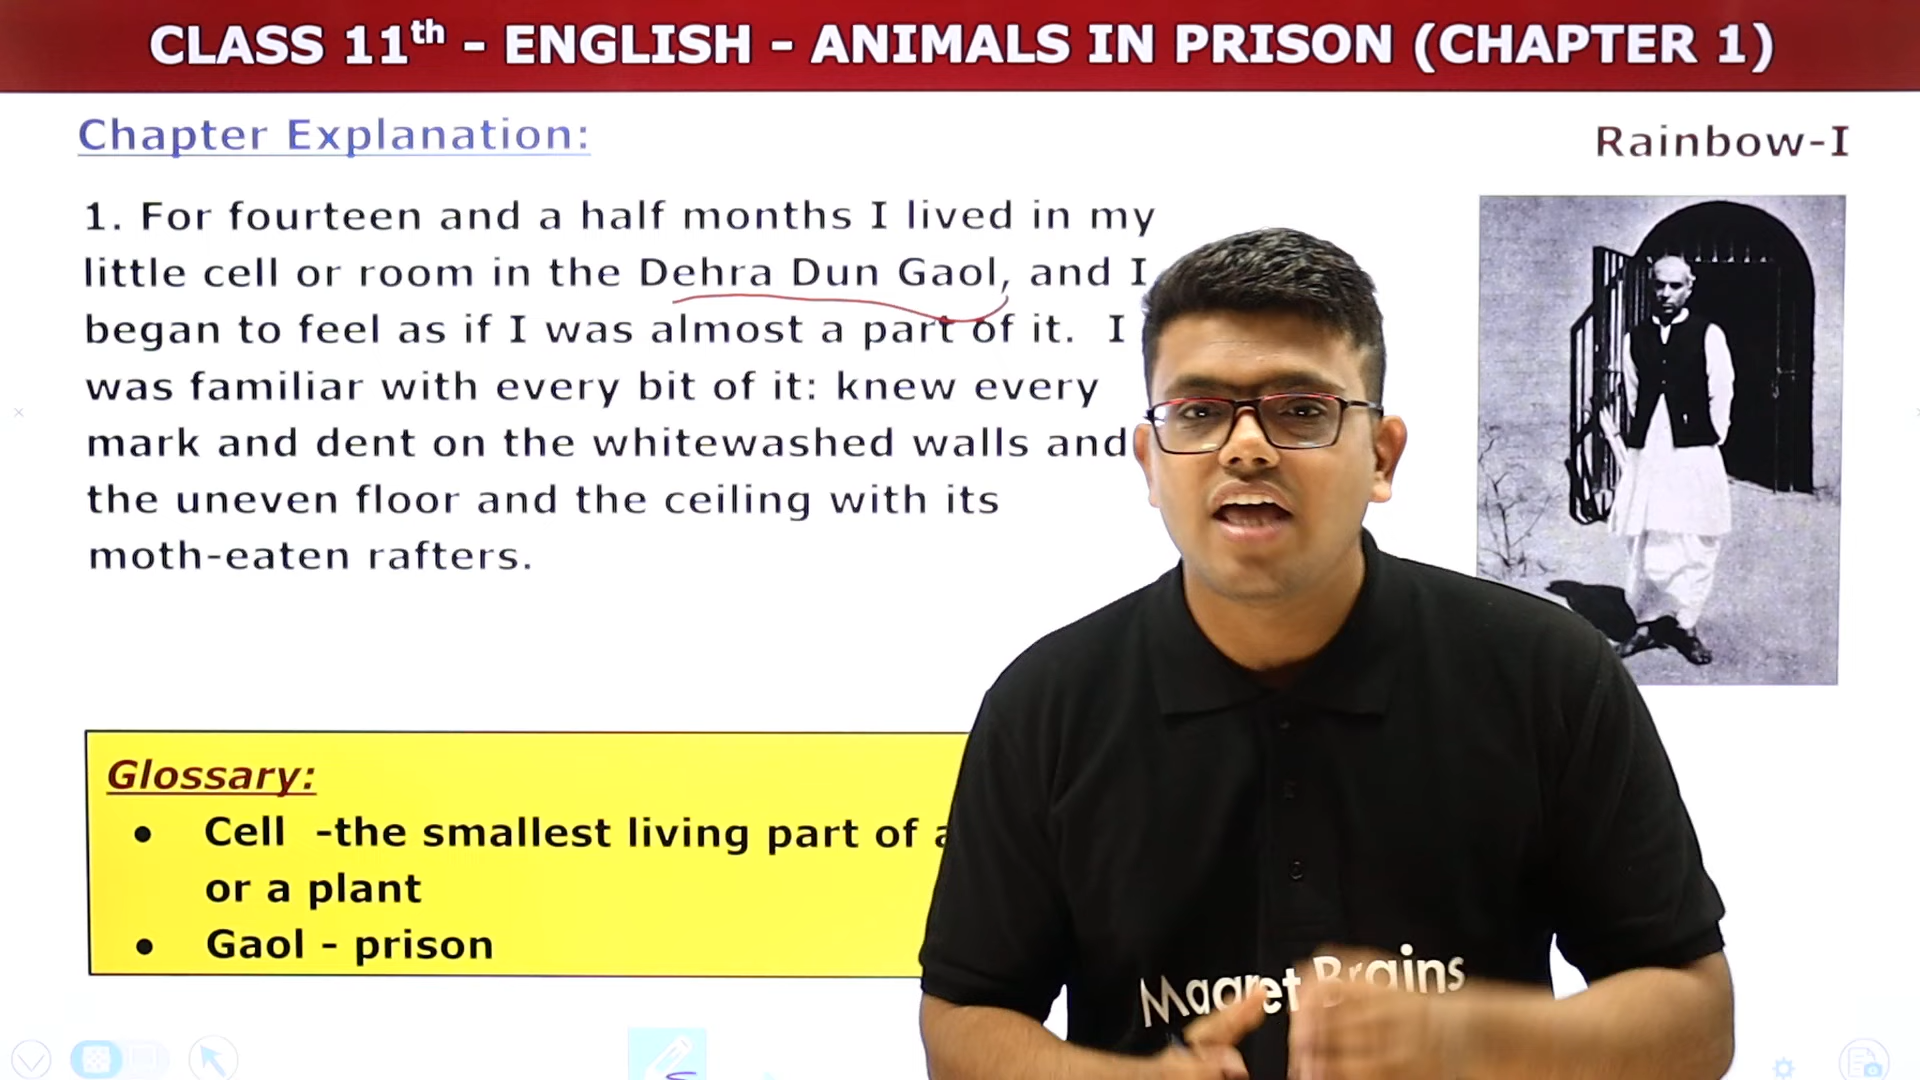 CLASS 11th - ENGLISH - ANIMALS IN PRISON (CHAPTER 1)
Chapter Explanation:
Rainbow-I
1. For fourteen and a half months I lived in my
little cell or room in the Dehra Dun Gaol, and I
began to feel as if I was almost a part of it. I
was familiar with every bit of it: knew every
mark and dent on the whitewashed walls and
the uneven floor and the ceiling with its
moth-eaten rafters.
Glossary:
● Cell -the smallest living part of
or a plant
● Gaol - prison
Magnet Brains